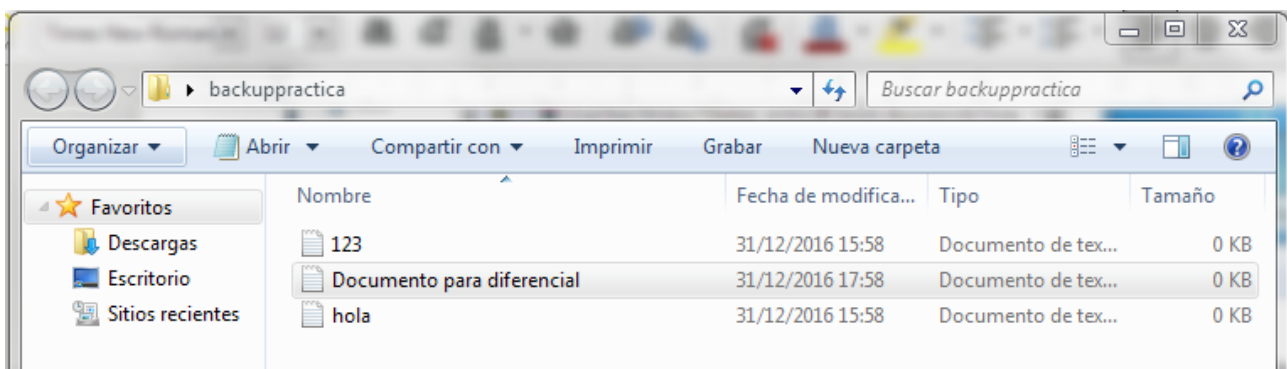 backuppractica
Buscar backuppractica
Organizar Abrir Compartir con Imprimir Grabar Nueva carpeta
Favoritos
Descargas
Escritorio
Sitios recientes
Nombre Fecha de modifica... Tipo Tamaño
123 31/12/2016 15:58 Documento de tex... 0 KB
Documento para diferencial 31/12/2016 17:58 Documento de tex... 0 KB
hola 31/12/2016 15:58 Documento de tex... 0 KB